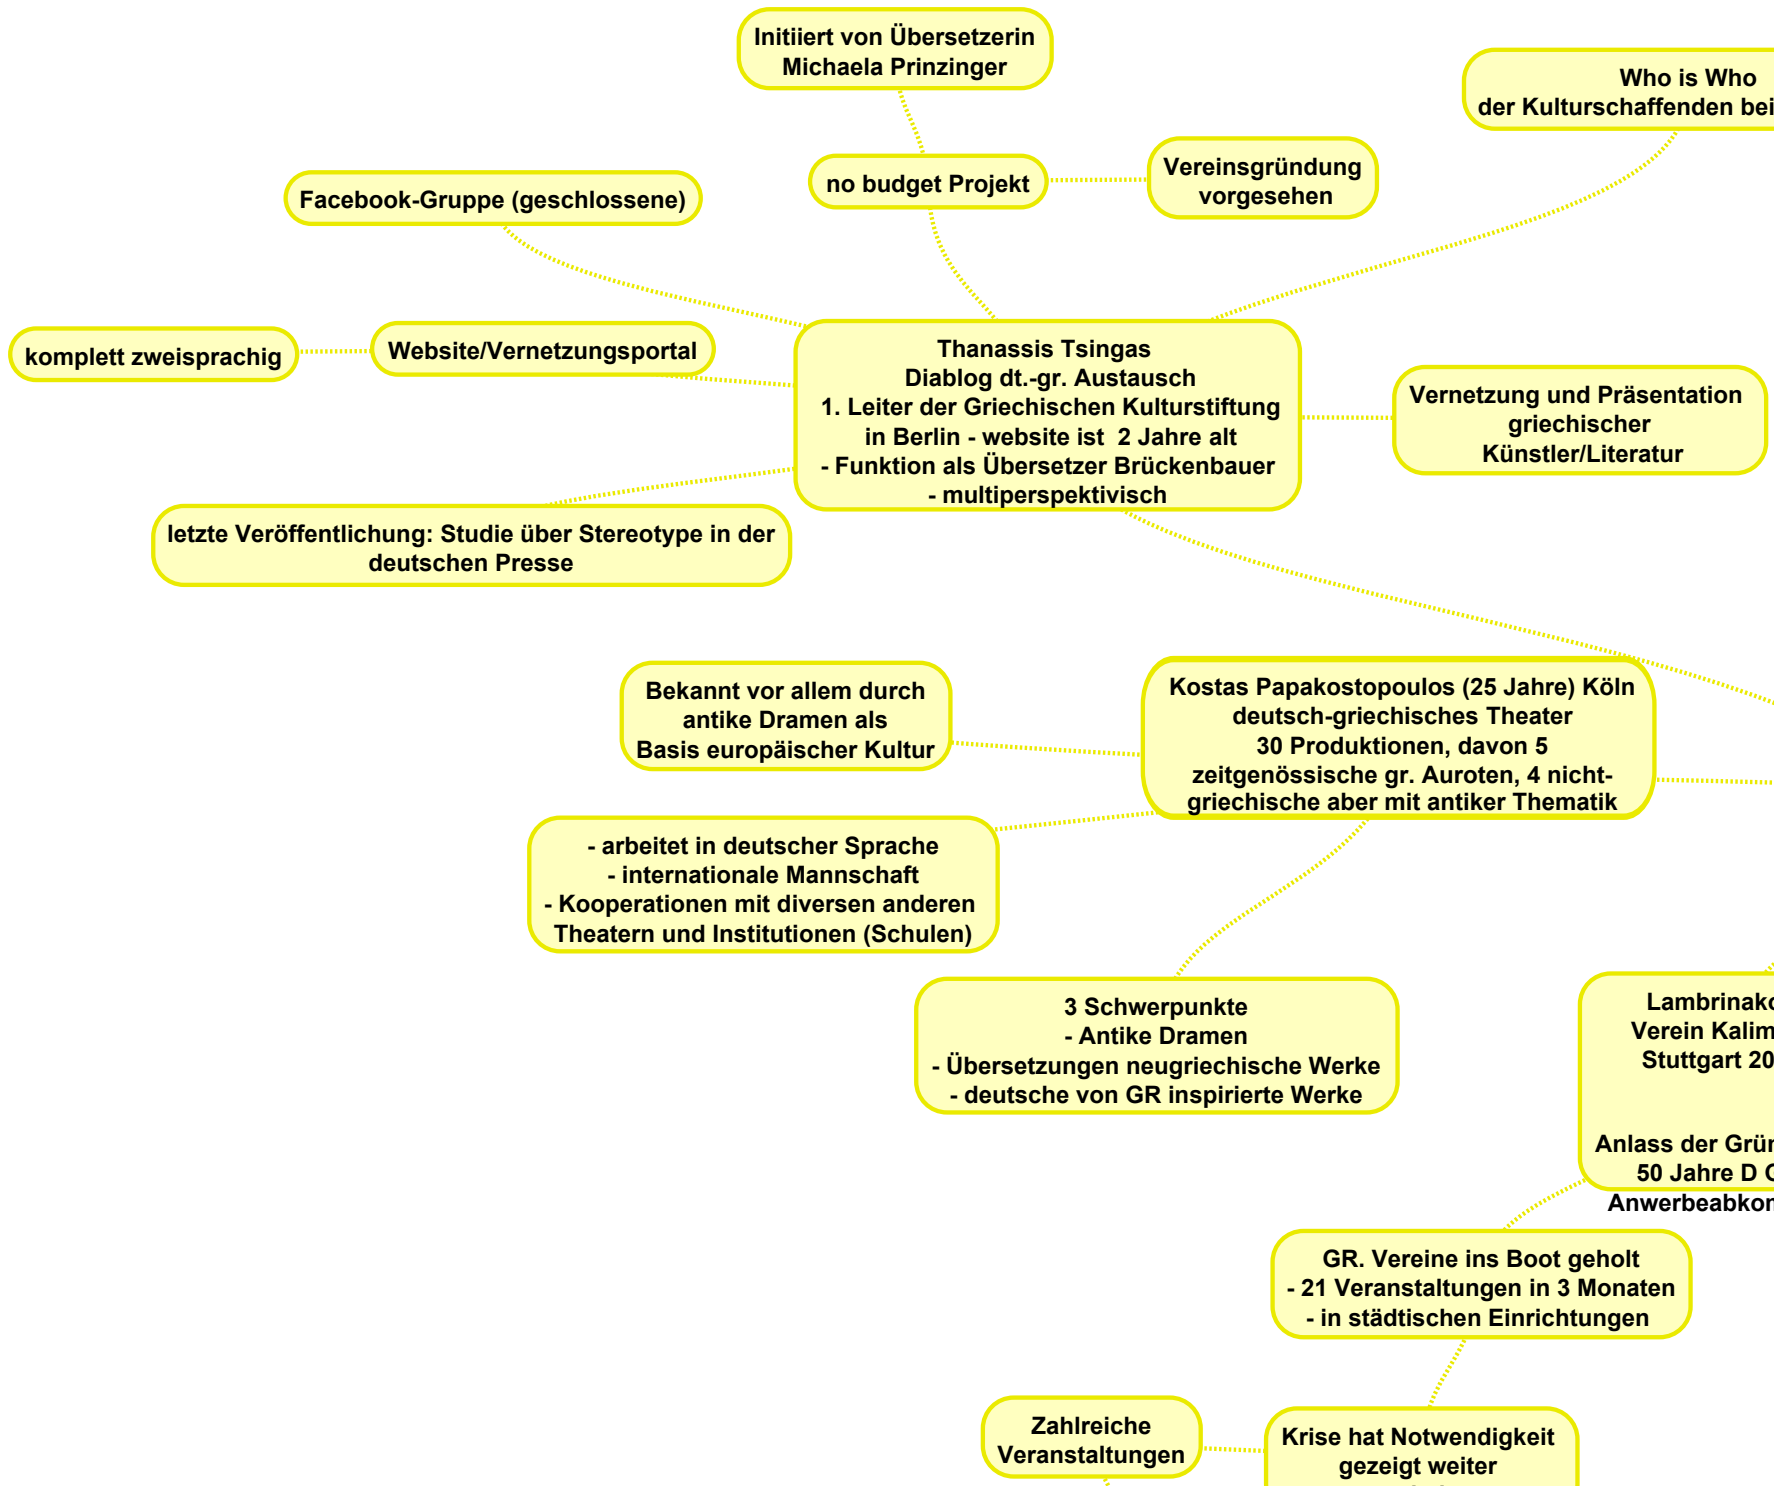 Initiiert von Übersetzerin
Michaela Prinzinger
Who is Who
der Kulturschaffenden bei
no budget Projekt
Vereinsgründung
vorgesehen
Facebook-Gruppe (geschlossene)
komplett zweisprachig
Website/Vernetzungsportal
Thanassis Tsingas
Diablog dt.-gr. Austausch
1. Leiter der Griechischen Kulturstiftung
in Berlin - website ist 2 Jahre alt
- Funktion als Übersetzer Brückenbauer
- multiperspektivisch
Vernetzung und Präsentation
griechischer
Künstler/Literatur
letzte Veröffentlichung: Studie über Stereotype in der
deutschen Presse
Bekannt vor allem durch
antike Dramen als
Basis europäischer Kultur
Kostas Papakostopoulos (25 Jahre) Köln
deutsch-griechisches Theater
30 Produktionen, davon 5
zeitgenössische gr. Auroten, 4 nicht-
griechische aber mit antiker Thematik
- arbeitet in deutscher Sprache
- internationale Mannschaft
- Kooperationen mit diversen anderen
Theatern und Institutionen (Schulen)
3 Schwerpunkte
- Antike Dramen
- Übersetzungen neugriechische Werke
- deutsche von GR inspirierte Werke
Verein
Stuttgart
Anlass der
50 Jahre D
GR. Vereine ins Boot geholt
- 21 Veranstaltungen in 3 Monaten
- in städtischen Einrichtungen
Zahlreiche
Veranstaltungen
Krise hat Notwendigkeit
gezeigt weiter